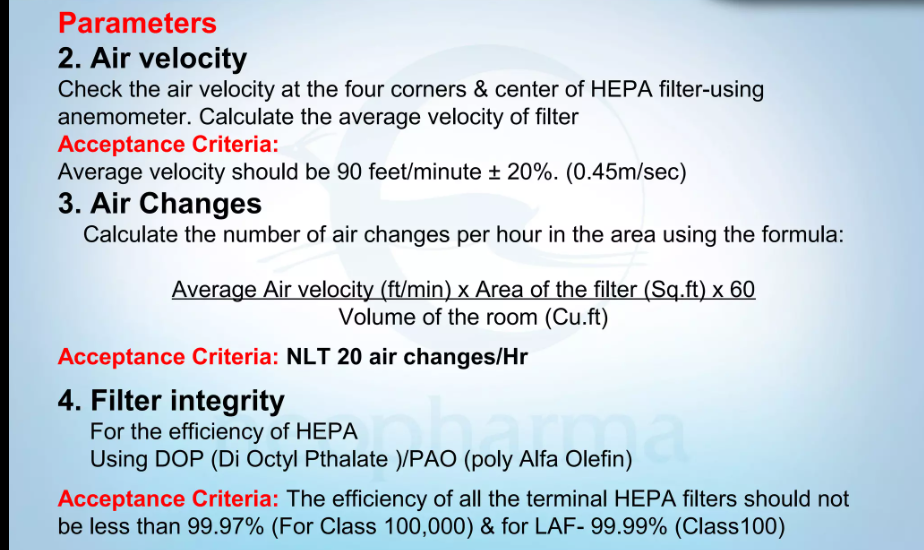 Parameters
2. Air velocity
Check the air velocity at the four corners & center of HEPA filter-using
anemometer. Calculate the average velocity of filter
Acceptance Criteria:
Average velocity should be 90 feet/minute ± 20%. (0.45m/sec)
3. Air Changes
Calculate the number of air changes per hour in the area using the formula:
Average Air velocity (ft/min) x Area of the filter (Sq.ft) x 60
Volume of the room (Cu.ft)
Acceptance Criteria: NLT 20 air changes/Hr
4. Filter integrity
For the efficiency of HEPA
Using DOP (Di Octyl Pthalate )/PAO (poly Alfa Olefin)
Acceptance Criteria: The efficiency of all the terminal HEPA filters should not
be less than 99.97% (For Class 100,000) & for LAF- 99.99% (Class100)